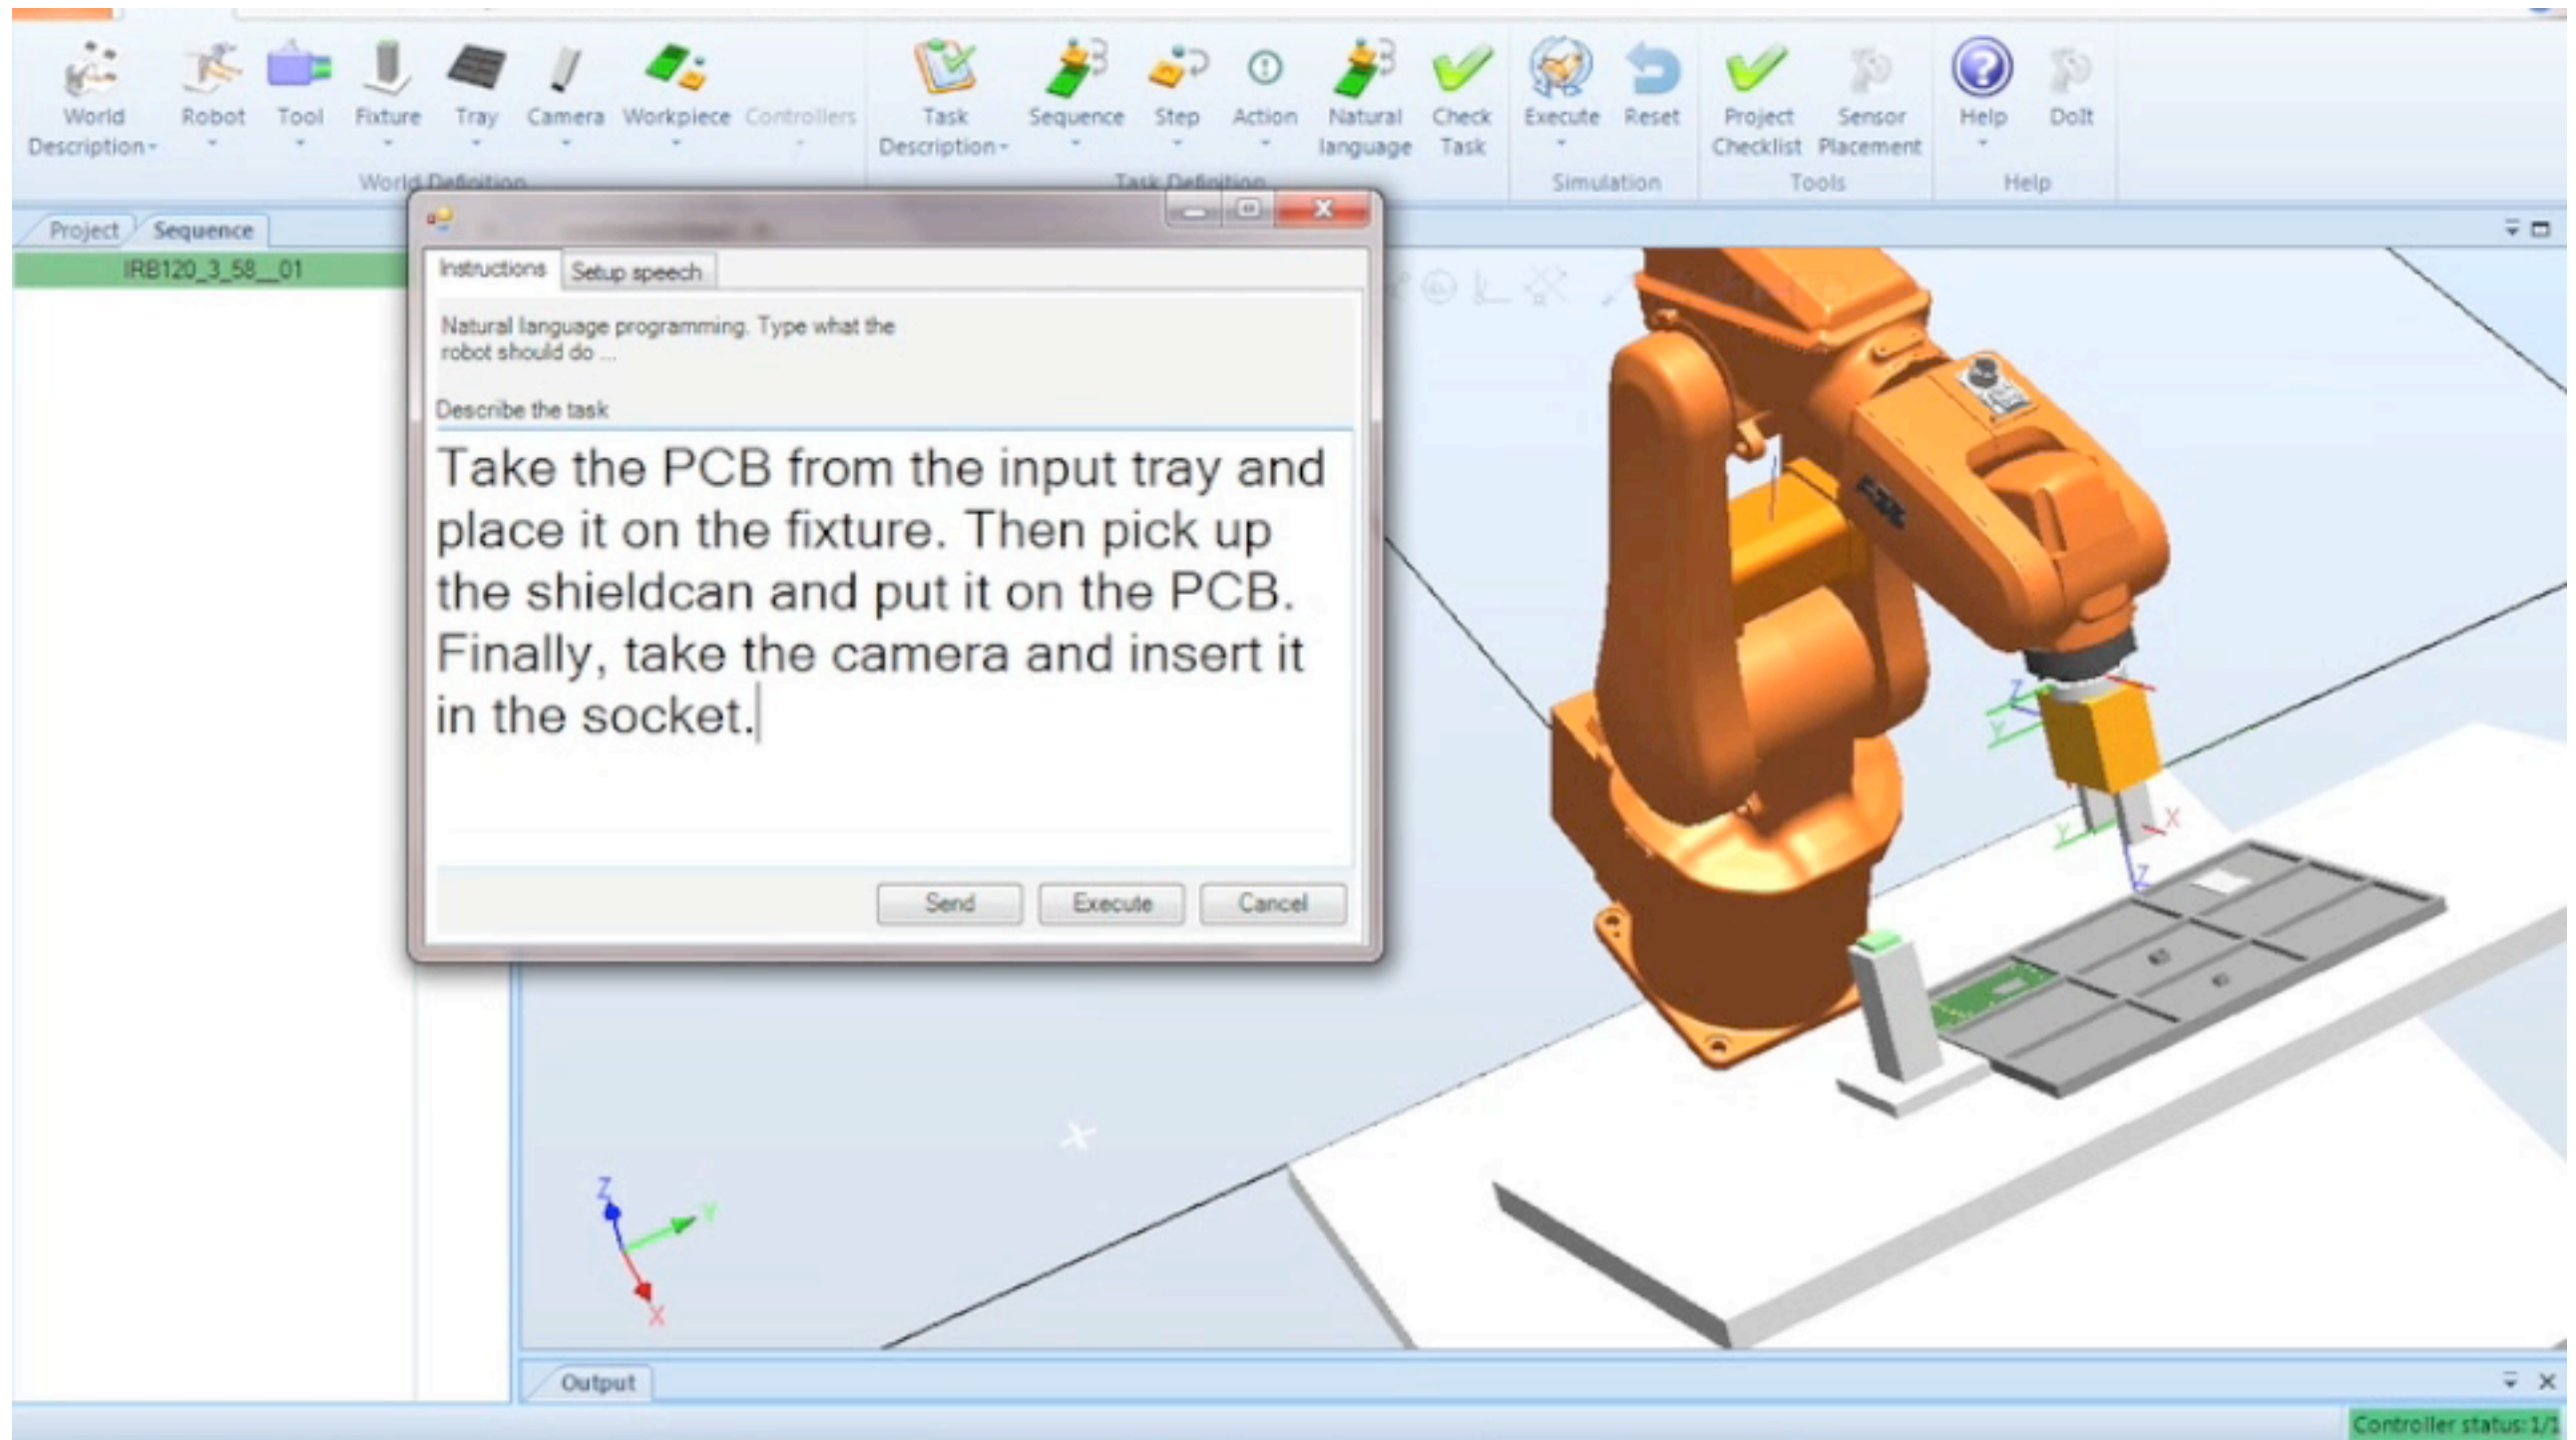 World Description
Robot
Tool
Fixture
Tray
Camera
Workpiece
Controllers
Task Description
Sequence
Step
Action
Natural language
Check Task
Execute
Reset
Project Checklist
Sensor Placement
Help
DoIt
World Definition
Task Definition
Simulation
Tools
Help
Project
Sequence
IRB120_3_58__01
Instructions
Setup speech
Natural language programming. Type what the
robot should do ...
Describe the task
Take the PCB from the input tray and
place it on the fixture. Then pick up
the shieldcan and put it on the PCB.
Finally, take the camera and insert it
in the socket.
Send
Execute
Cancel
Z
Y
Y
X
Z
Z
Y
X
Output
Controller status: 1/1